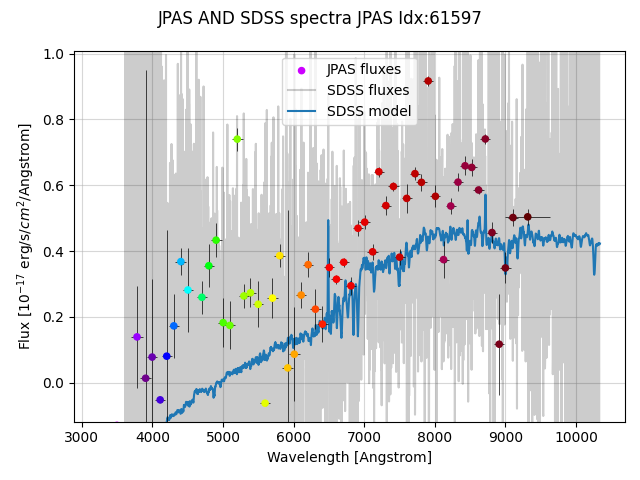 JPAS AND SDSS spectra JPAS Idx:61597
JPAS fluxes
SDSS fluxes
SDSS model
Flux [10⁻¹⁷ erg/s/cm²/Angstrom]
1.0
0.8
0.6
0.4
0.2
0.0
3000 4000 5000 6000 7000 8000 9000 10000
Wavelength [Angstrom]